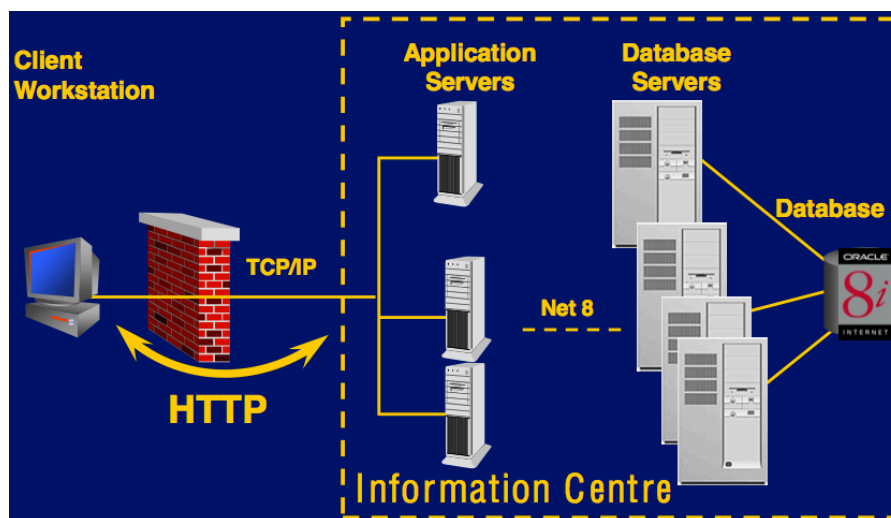 Client
Workstation
Application
Servers
Database
Servers
TCP/IP
HTTP
Net 8
Database
ORACLE
8i
INTERNET
Information Centre